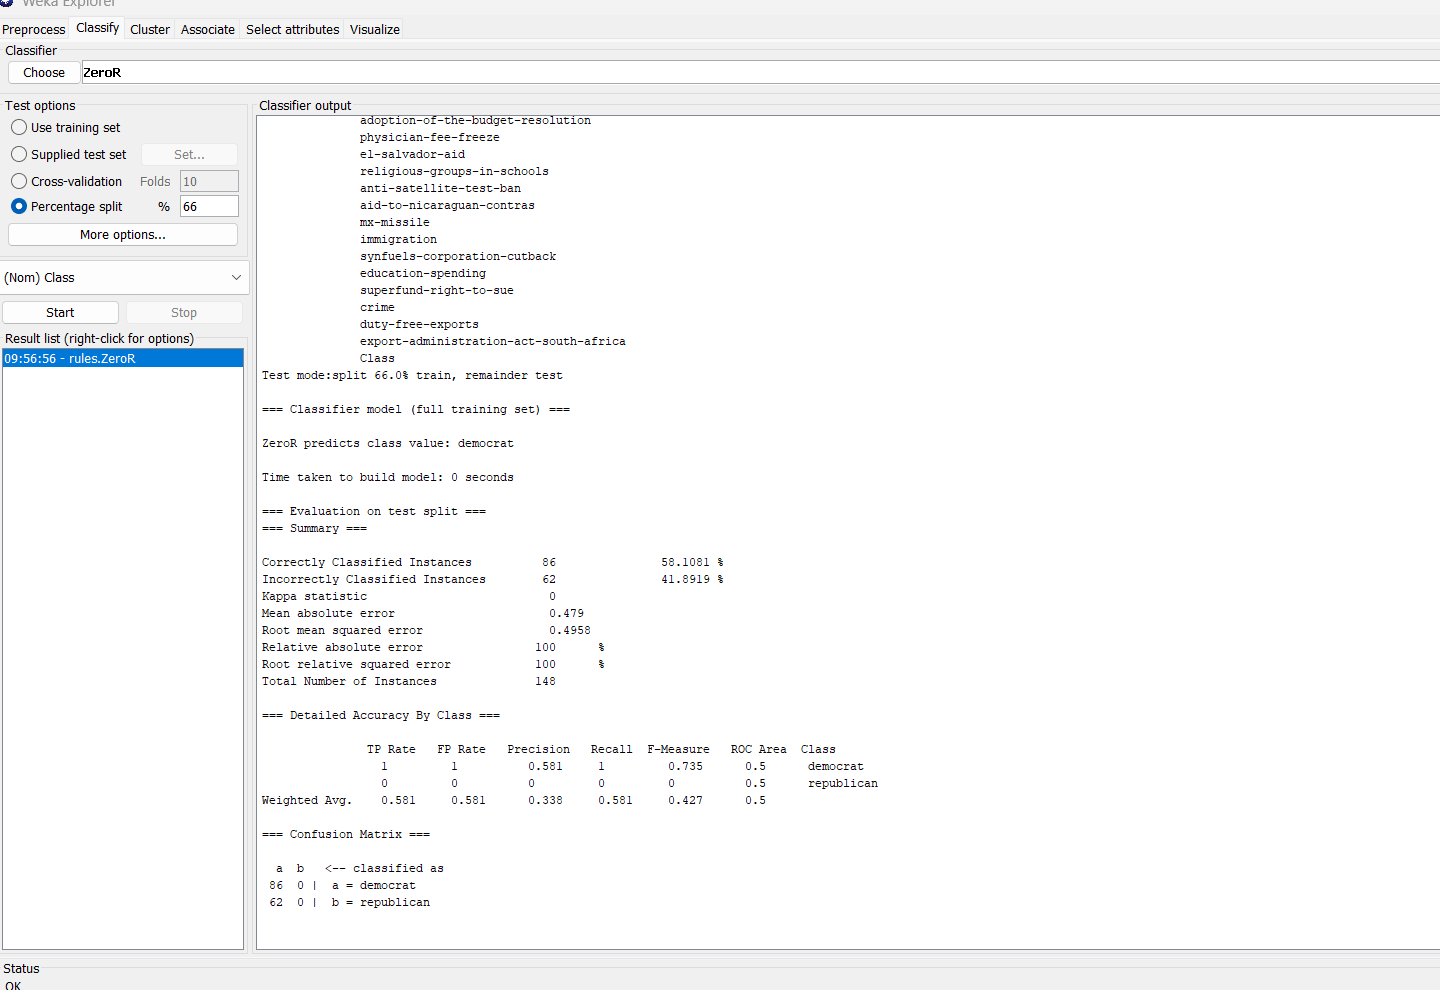 Weka Explorer
Preprocess Classify Cluster Associate Select attributes Visualize
Classifier
Choose ZeroR
Test options
Use training set
Supplied test set Set...
Cross-validation Folds 10
Percentage split % 66
More options...
(Nom) Class
Start Stop
Result list (right-click for options)
09:56:56 - rules.ZeroR
Classifier output
adoption-of-the-budget-resolution
physician-fee-freeze
el-salvador-aid
religious-groups-in-schools
anti-satellite-test-ban
aid-to-nicaraguan-contras
mx-missile
immigration
synfuels-corporation-cutback
education-spending
superfund-right-to-sue
crime
duty-free-exports
export-administration-act-south-africa
Class
Test mode:split 66.0% train, remainder test
=== Classifier model (full training set) ===
ZeroR predicts class value: democrat
Time taken to build model: 0 seconds
=== Evaluation on test split ===
=== Summary ===
Correctly Classified Instances 86 58.1081 %
Incorrectly Classified Instances 62 41.8919 %
Kappa statistic 0
Mean absolute error 0.479
Root mean squared error 0.4958
Relative absolute error 100 %
Root relative squared error 100 %
Total Number of Instances 148
=== Detailed Accuracy By Class ===
TP Rate FP Rate Precision Recall F-Measure ROC Area Class
1 1 0.581 1 0.735 0.5 democrat
0 0 0 0 0 0.5 republican
Weighted Avg. 0.581 0.581 0.338 0.581 0.427 0.5
=== Confusion Matrix ===
a b <-- classified as
86 0 | a = democrat
62 0 | b = republican
Status
OK